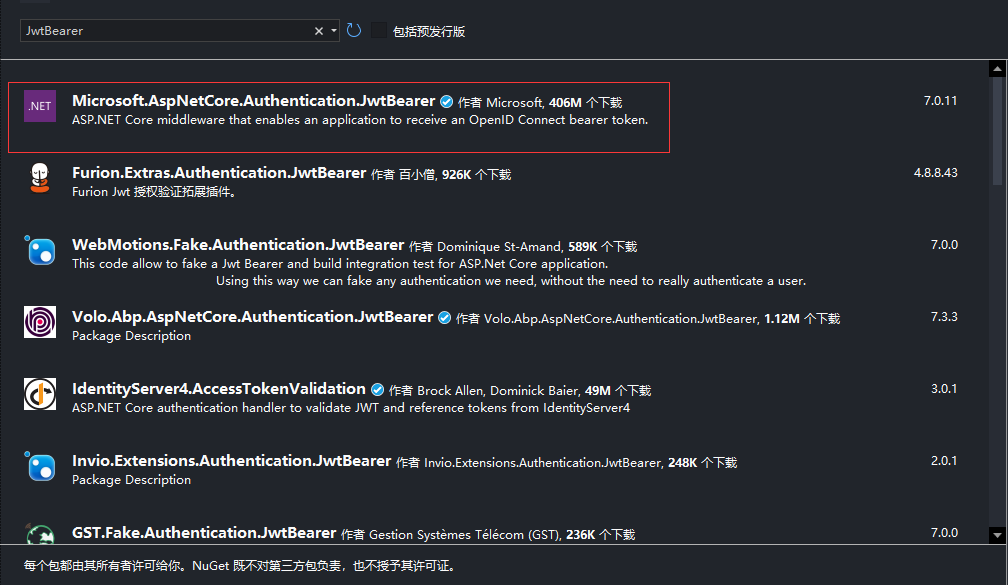 JwtBearer
包括预发行版
.NET
Microsoft.AspNetCore.Authentication.JwtBearer 作者 Microsoft, 406M 个下载 7.0.11
ASP.NET Core middleware that enables an application to receive an OpenID Connect bearer token.
Furion.Extras.Authentication.JwtBearer 作者 百小僧, 926K 个下载 4.8.8.43
Furion Jwt 授权验证拓展插件。
WebMotions.Fake.Authentication.JwtBearer 作者 Dominique St-Amand, 589K 个下载 7.0.0
This code allow to fake a Jwt Bearer and build integration test for ASP.Net Core application.
Using this way we can fake any authentication we need, without the need to really authenticate a user.
Volo.Abp.AspNetCore.Authentication.JwtBearer 作者 Volo.Abp.AspNetCore.Authentication.JwtBearer, 1.12M 个下载 7.3.3
Package Description
IdentityServer4.AccessTokenValidation 作者 Brock Allen, Dominick Baier, 49M 个下载 3.0.1
ASP.NET Core authentication handler to validate JWT and reference tokens from IdentityServer4
Invio.Extensions.Authentication.JwtBearer 作者 Invio.Extensions.Authentication.JwtBearer, 248K 个下载 2.0.1
Package Description
GST.Fake.Authentication.JwtBearer 作者 Gestion Systèmes Télécom (GST), 236K 个下载 7.0.0
每个包都由其所有者许可给你。NuGet 既不对第三方包负责，也不授予其许可证。